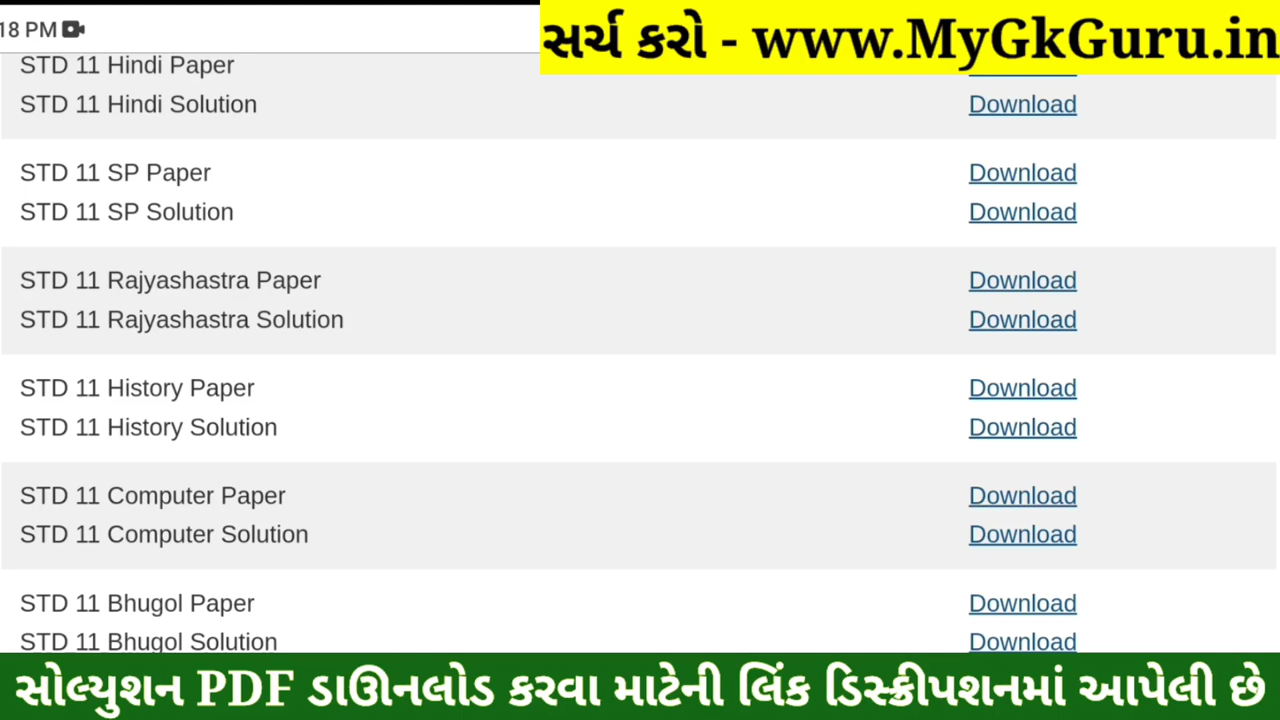 18 PM
સર્ચ કરો - www.MyGkGuru.in
STD 11 Hindi Paper
STD 11 Hindi Solution Download
STD 11 SP Paper Download
STD 11 SP Solution Download
STD 11 Rajyashastra Paper Download
STD 11 Rajyashastra Solution Download
STD 11 History Paper Download
STD 11 History Solution Download
STD 11 Computer Paper Download
STD 11 Computer Solution Download
STD 11 Bhugol Paper Download
STD 11 Bhugol Solution Download
સોલ્યુશન PDF ડાઊનલોડ કરવા માટેની લિંક ડિસ્ક્રીપશનમાં આપેલી છે